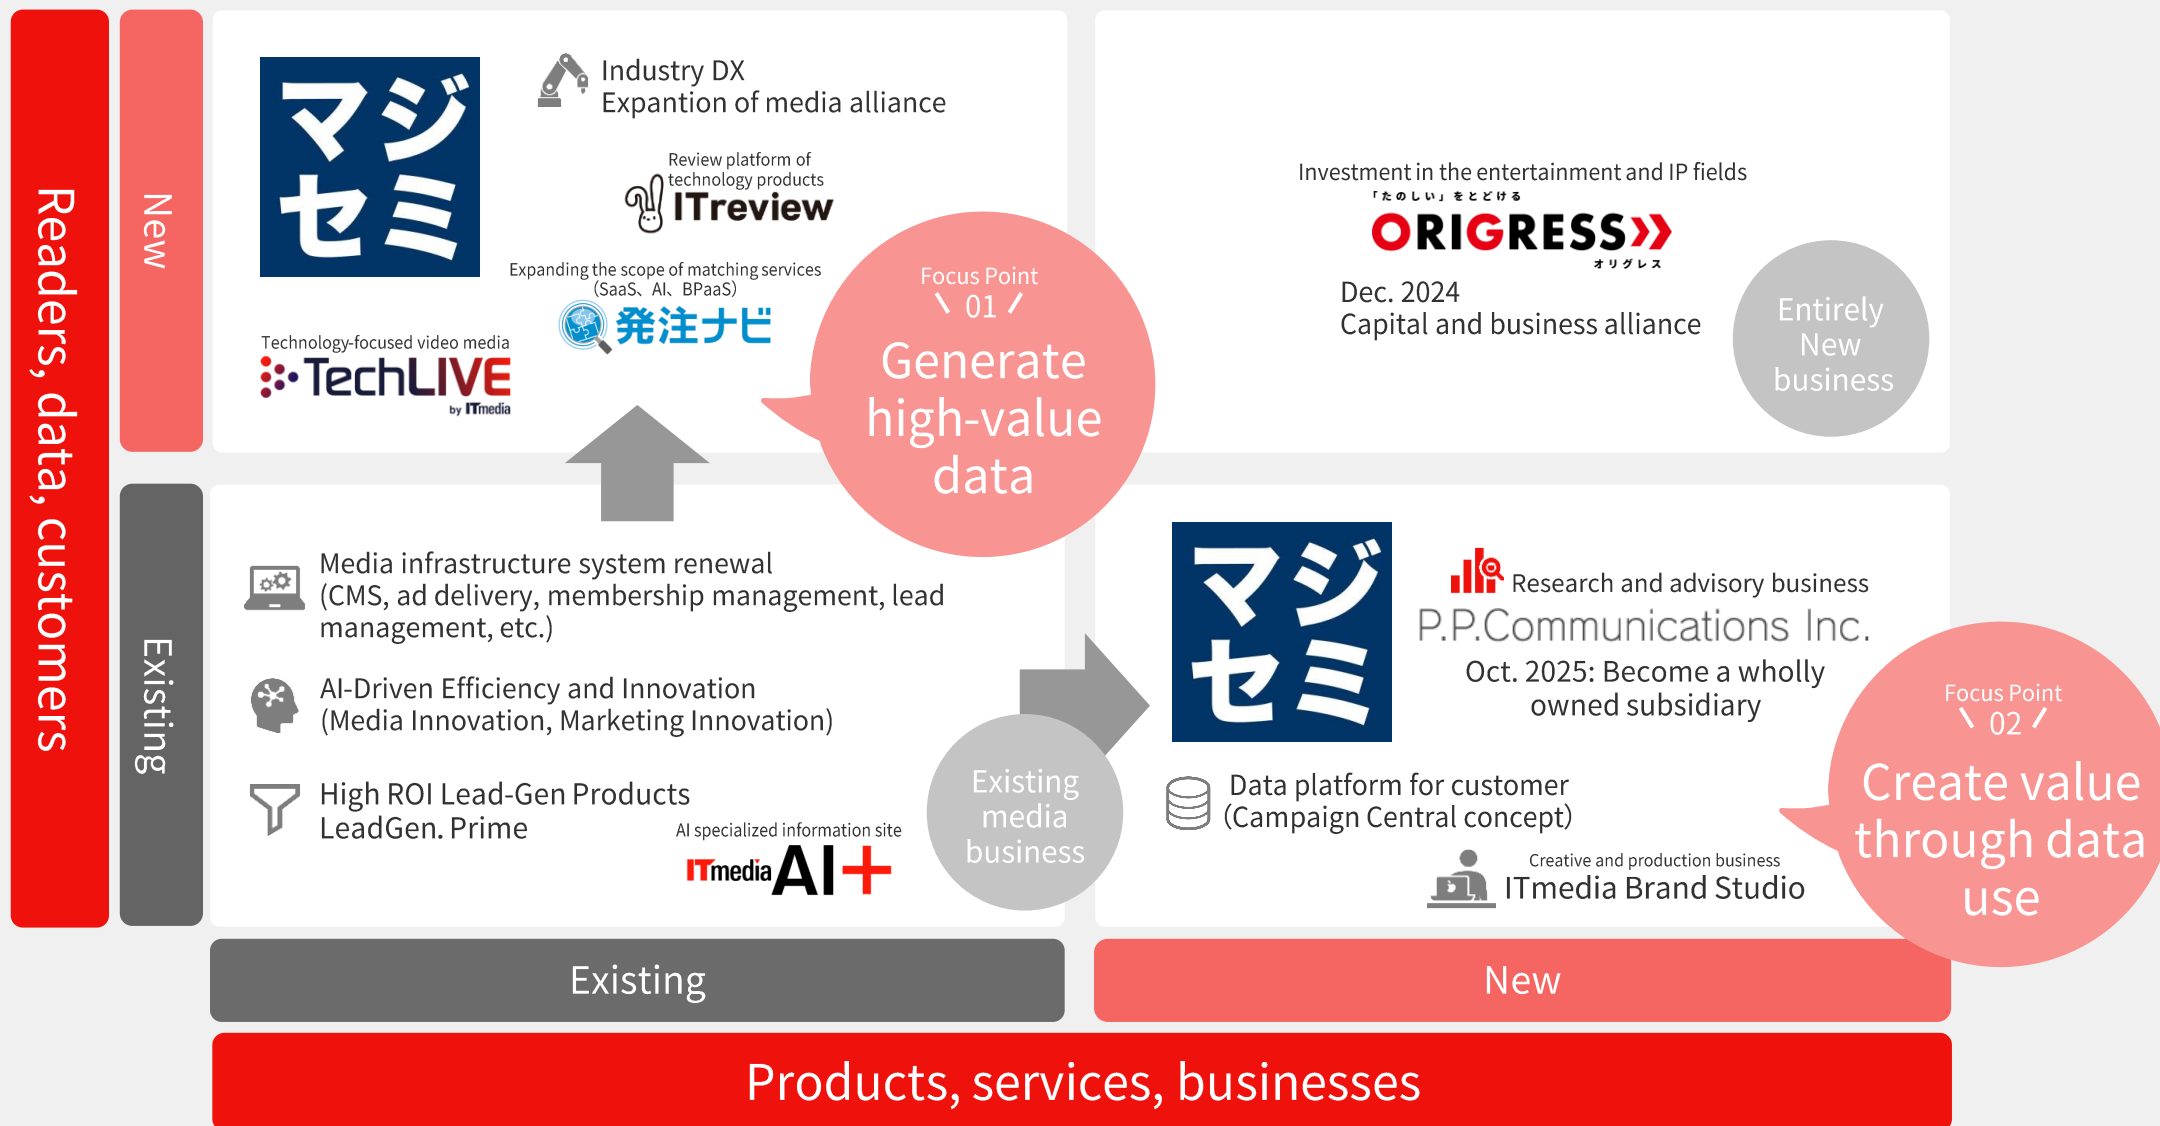 Readers, data, customers
New
マジ
セミ
Industry DX
Expantion of media alliance
Review platform of
technology products
ITreview
Expanding the scope of matching services
（SaaS、AI、BPaaS）
発注ナビ
Technology-focused video media
TechLIVE
by ITmedia
Focus Point
01
Generate
high-value
data
Investment in the entertainment and IP fields
「たのしい」をとどける
ORIGRESS
オリグレス
Dec. 2024
Capital and business alliance
Entirely
New
business
Existing
Media infrastructure system renewal
(CMS, ad delivery, membership management, lead
management, etc.)
AI-Driven Efficiency and Innovation
(Media Innovation, Marketing Innovation)
High ROI Lead-Gen Products
LeadGen. Prime
AI specialized information site
ITmedia AI+
Existing
media
business
マジ
セミ
Research and advisory business
P.P.Communications Inc.
Oct. 2025: Become a wholly
owned subsidiary
Data platform for customer
（Campaign Central concept）
Creative and production business
ITmedia Brand Studio
Focus Point
02
Create value
through data
use
Existing
New
Products, services, businesses